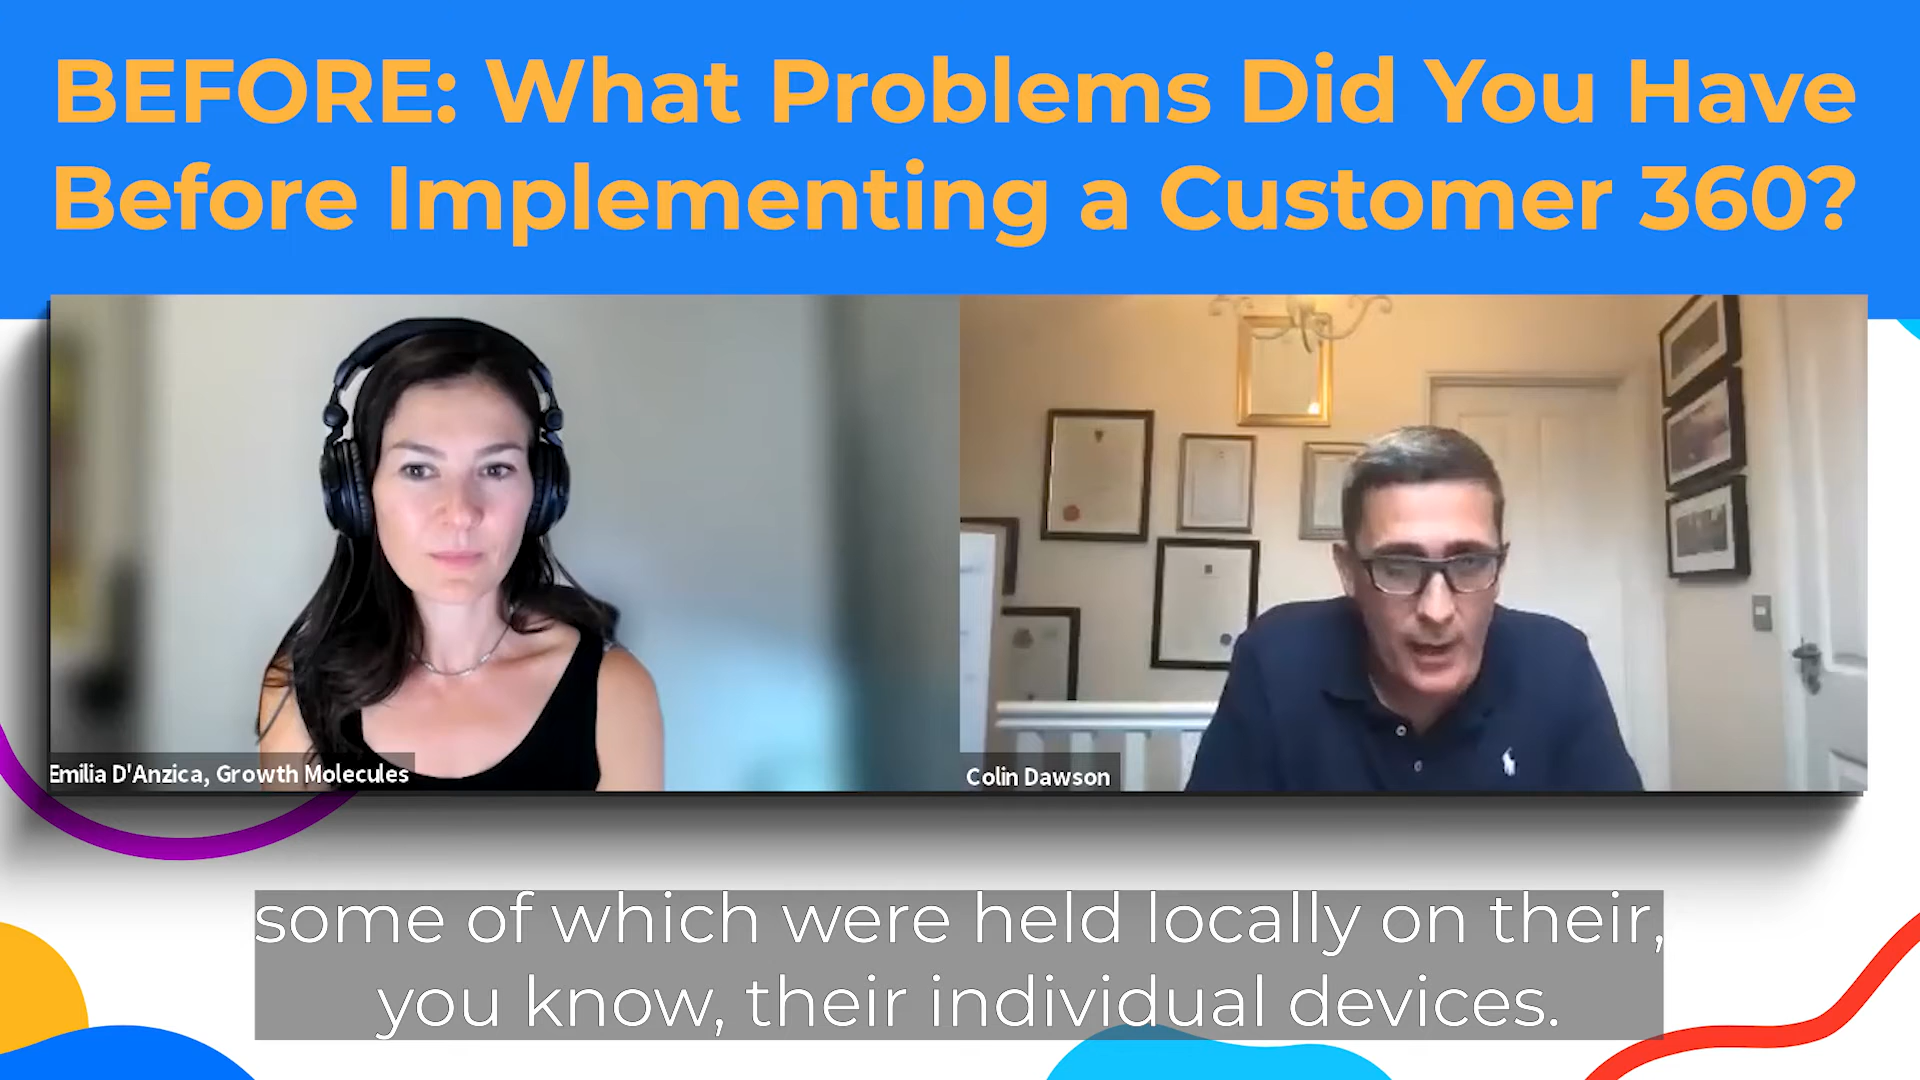 BEFORE: What Problems Did You Have
Before Implementing a Customer 360?
Emilia D'Anzica, Growth Molecules
Colin Dawson
some of which were held locally on their,
you know, their individual devices.